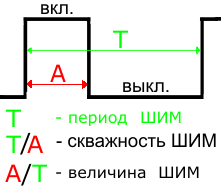 вкл.
T
A
выкл.
T - период ШИМ
T/A - скважность ШИМ
A/T - величина ШИМ